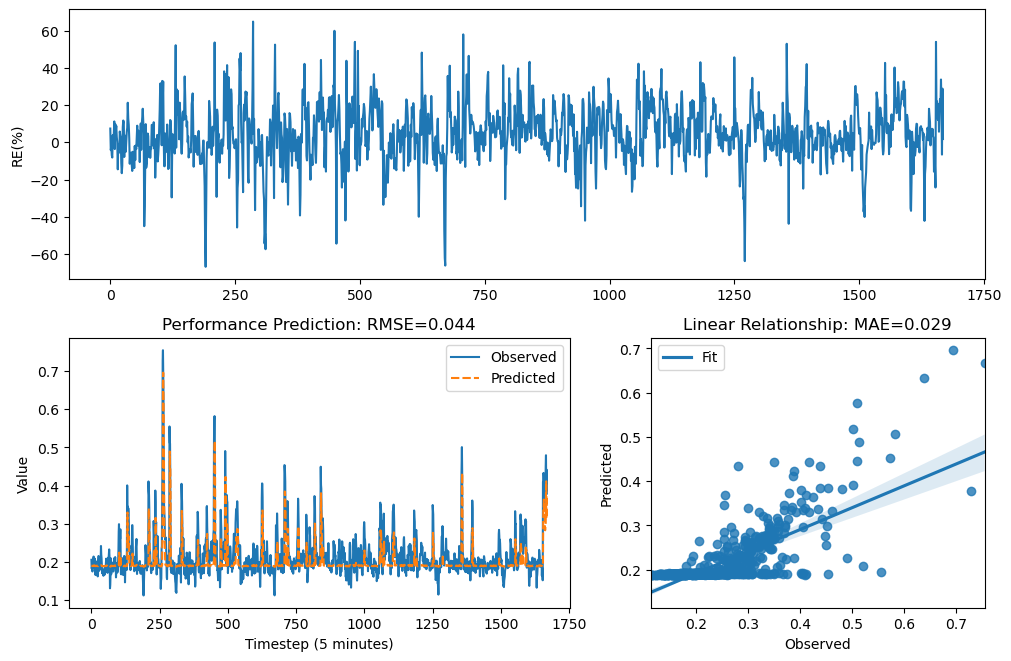 RE(%)
60
40
20
0
−20
−40
−60
0 250 500 750 1000 1250 1500 1750
Performance Prediction: RMSE=0.044
Observed
Predicted
Value
0.7
0.6
0.5
0.4
0.3
0.2
0.1
0 250 500 750 1000 1250 1500 1750
Timestep (5 minutes)
Linear Relationship: MAE=0.029
Fit
Predicted
0.7
0.6
0.5
0.4
0.3
0.2
0.2 0.3 0.4 0.5 0.6 0.7
Observed